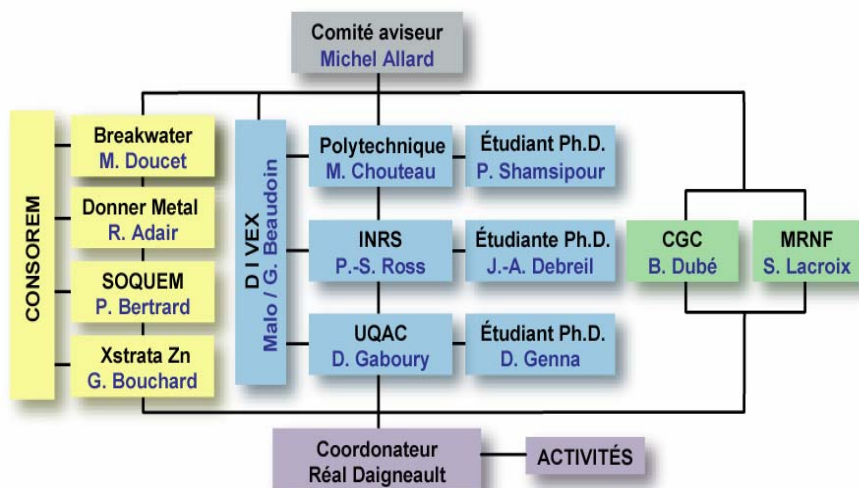 Comité aviseur
Michel Allard
CONSOREM
Breakwater
M. Doucet
Donner Metal
R. Adair
SOQUEM
P. Bertrard
Xstrata Zn
G. Bouchard
D I V E X
Malo / G. Beaudoin
Polytechnique
M. Chouteau
Étudiant Ph.D.
P. Shamsipour
INRS
P.-S. Ross
Étudiante Ph.D.
J.-A. Debreil
UQAC
D. Gaboury
Étudiant Ph.D.
D. Genna
CGC
B. Dubé
MRNF
S. Lacroix
Coordonateur
Réal Daigneault
ACTIVITÉS